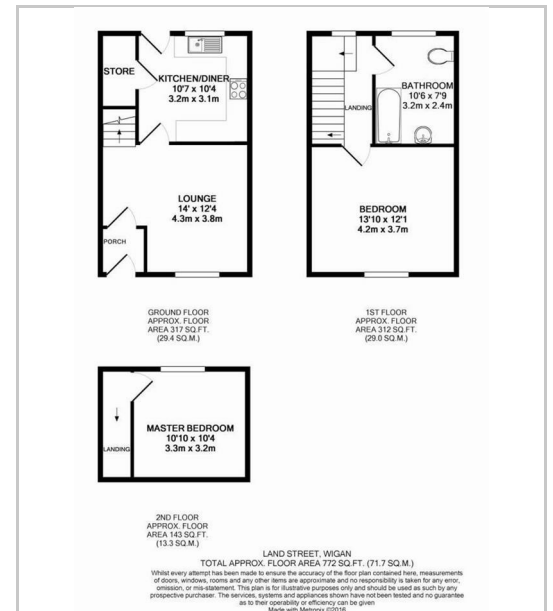 STORE
KITCHEN/DINER
10'7 x 10'4
3.2m x 3.1m
LOUNGE
14' x 12'4
4.3m x 3.8m
PORCH
GROUND FLOOR
APPROX. FLOOR
AREA 317 SQ.FT.
(29.4 SQ.M.)
LANDING
BATHROOM
10'6 x 7'9
3.2m x 2.4m
BEDROOM
13'10 x 12'1
4.2m x 3.7m
1ST FLOOR
APPROX. FLOOR
AREA 312 SQ.FT.
(29.0 SQ.M.)
LANDING
MASTER BEDROOM
10'10 x 10'4
3.3m x 3.2m
2ND FLOOR
APPROX. FLOOR
AREA 143 SQ.FT.
(13.3 SQ.M.)
LAND STREET, WIGAN
TOTAL APPROX. FLOOR AREA 772 SQ.FT. (71.7 SQ.M.)
Whilst every attempt has been made to ensure the accuracy of the floor plan contained here, measurements
of doors, windows, rooms and any other items are approximate and no responsibility is taken for any error,
omission, or mis-statement. This plan is for illustrative purposes only and should be used as such by any
prospective purchaser. The services, systems and appliances shown have not been tested and no guarantee
as to their operability or efficiency can be given
Made with Metropix ©2016